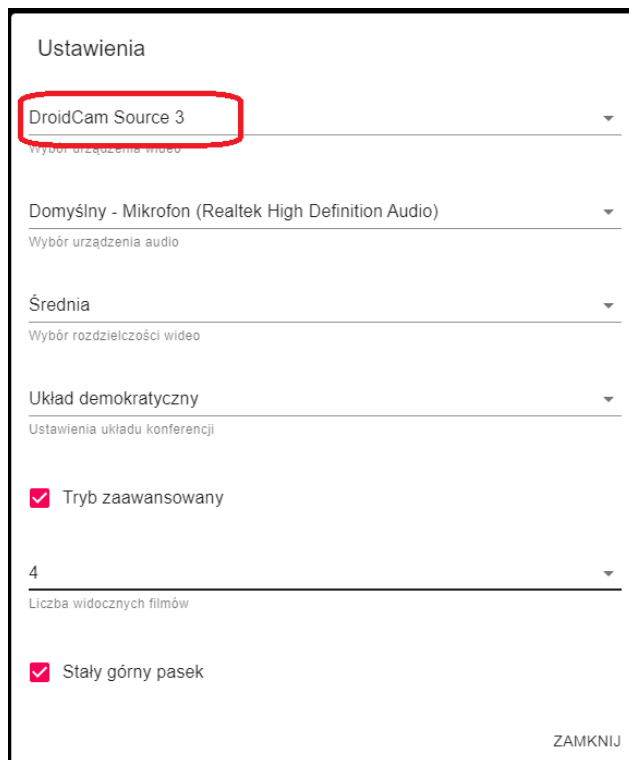 Ustawienia
DroidCam Source 3
Wybór urządzenia wideo
Domyślny - Mikrofon (Realtek High Definition Audio)
Wybór urządzenia audio
Średnia
Wybór rozdzielczości wideo
Układ demokratyczny
Ustawienia układu konferencji
Tryb zaawansowany
4
Liczba widocznych filmów
Stały górny pasek
ZAMKNIJ